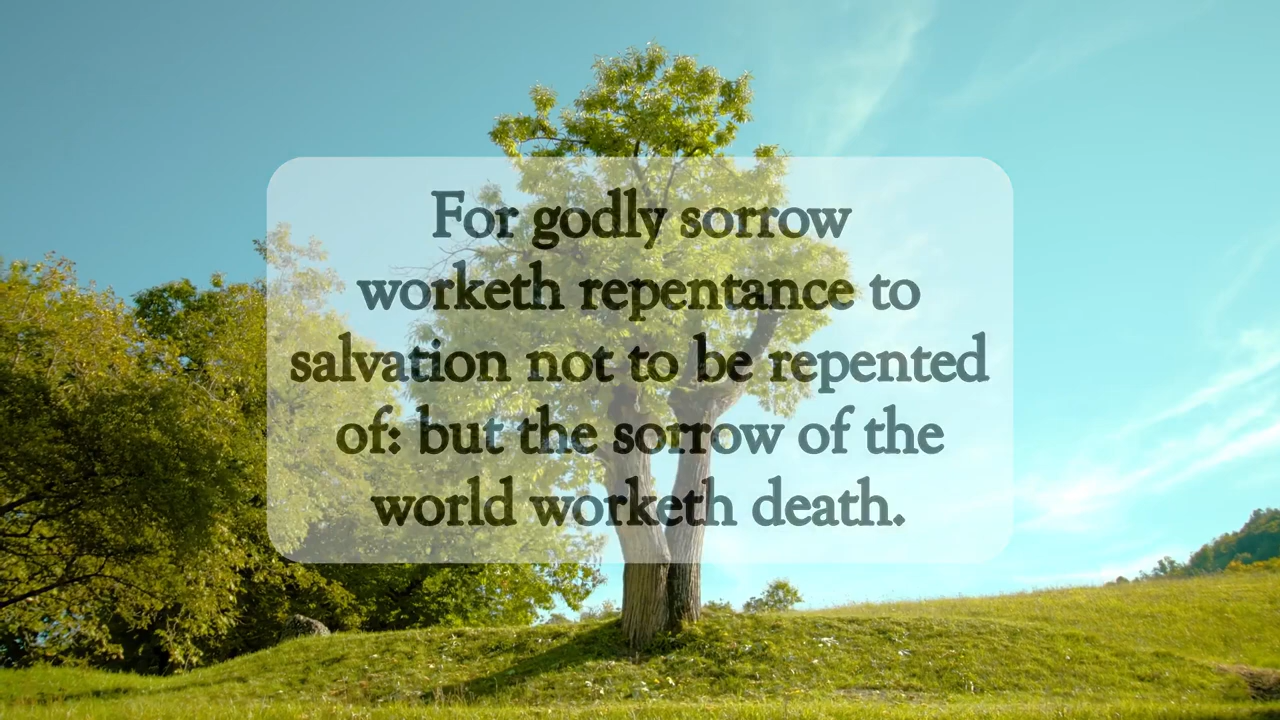 For godly sorrow
worketh repentance to
salvation not to be repented
of: but the sorrow of the
world worketh death.